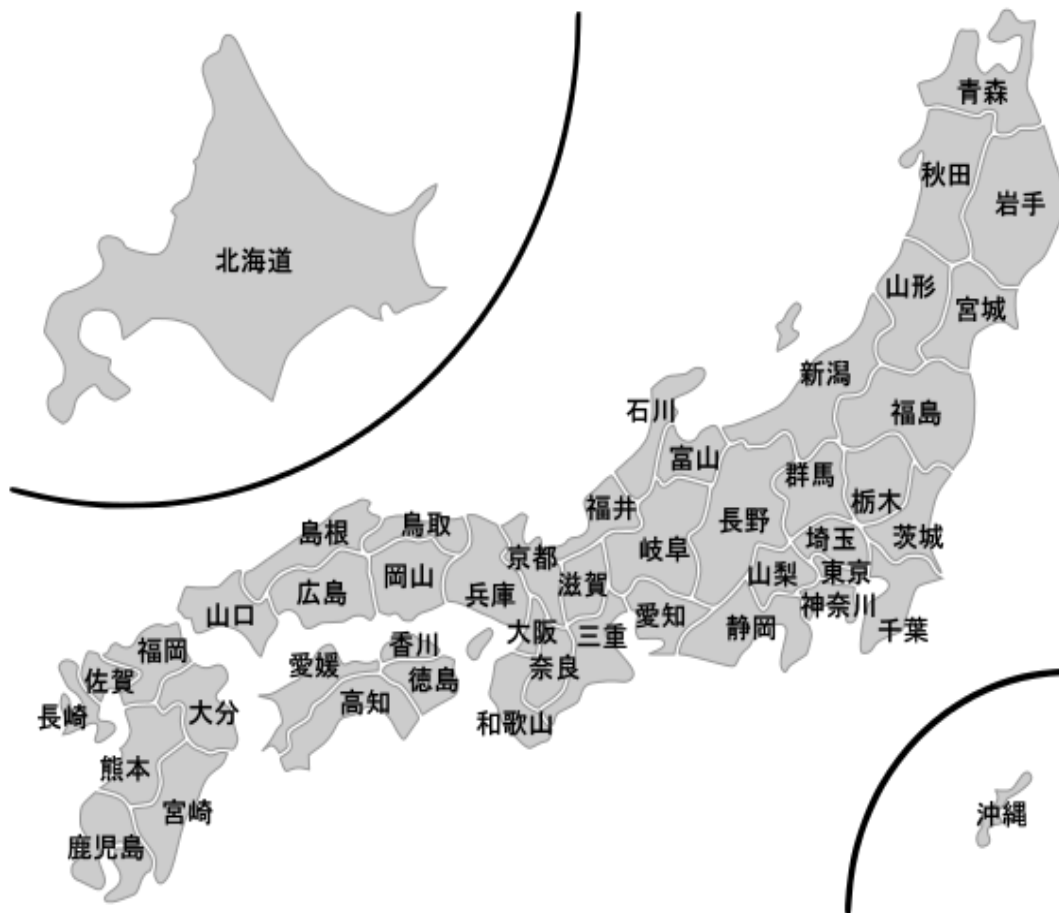 青森
秋田
岩手
北海道
山形
宮城
新潟
石川
福島
富山
群馬
福井
栃木
長野
島根
鳥取
茨城
京都
岐阜
埼玉
岡山
滋賀
山梨
東京
広島
兵庫
神奈川
山口
愛知
静岡
千葉
大阪
三重
香川
福岡
愛媛
奈良
佐賀
徳島
高知
長崎
大分
和歌山
熊本
宮崎
沖縄
鹿児島